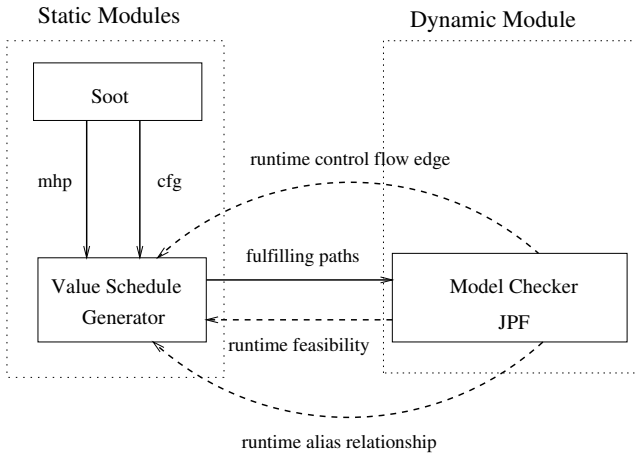 Static Modules
Dynamic Module
Soot
runtime control flow edge
mhp
cfg
fulfilling paths
Value Schedule
Generator
Model Checker
JPF
runtime feasibility
runtime alias relationship